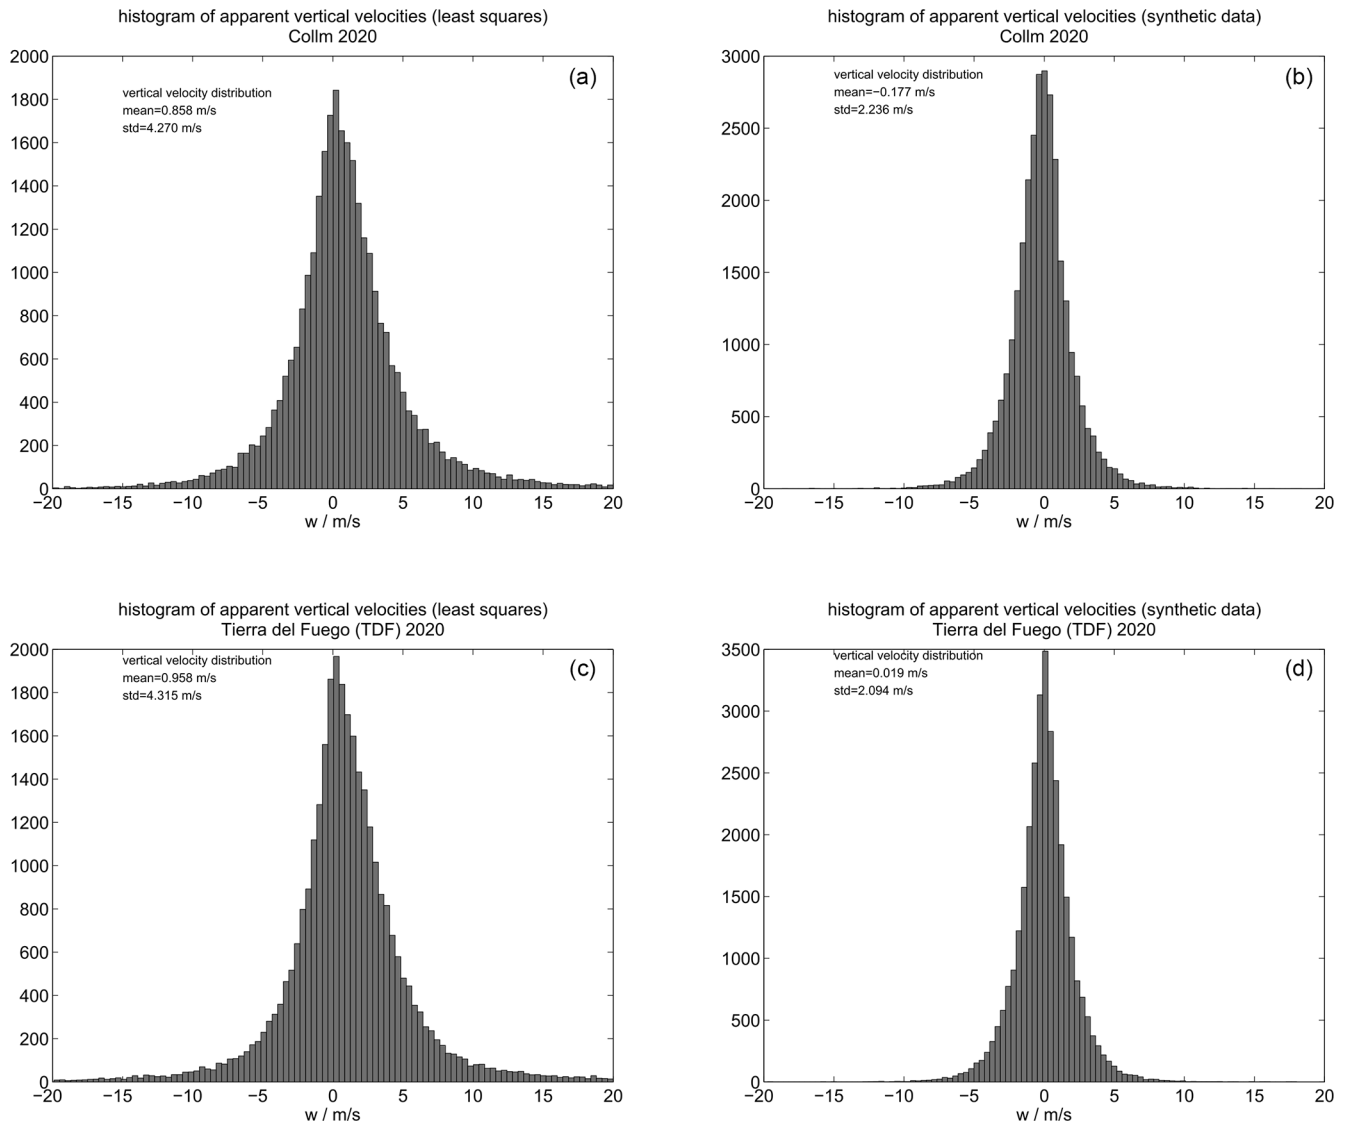 histogram of apparent vertical velocities (least squares)
Collm 2020
(a)
vertical velocity distribution
mean=0.858 m/s
std=4.270 m/s
2000
1800
1600
1400
1200
1000
800
600
400
200
0
−20
−15
−10
−5
0
5
10
15
20
w / m/s
histogram of apparent vertical velocities (synthetic data)
Collm 2020
(b)
vertical velocity distribution
mean=−0.177 m/s
std=2.236 m/s
3000
2500
2000
1500
1000
500
0
−20
−15
−10
−5
0
5
10
15
20
w / m/s
histogram of apparent vertical velocities (least squares)
Tierra del Fuego (TDF) 2020
(c)
vertical velocity distribution
mean=0.958 m/s
std=4.315 m/s
2000
1800
1600
1400
1200
1000
800
600
400
200
0
−20
−15
−10
−5
0
5
10
15
20
w / m/s
histogram of apparent vertical velocities (synthetic data)
Tierra del Fuego (TDF) 2020
(d)
vertical velocity distribution
mean=0.019 m/s
std=2.094 m/s
3500
3000
3500
2000
1500
1000
500
0
−20
−15
−10
−5
0
5
10
15
20
w / m/s